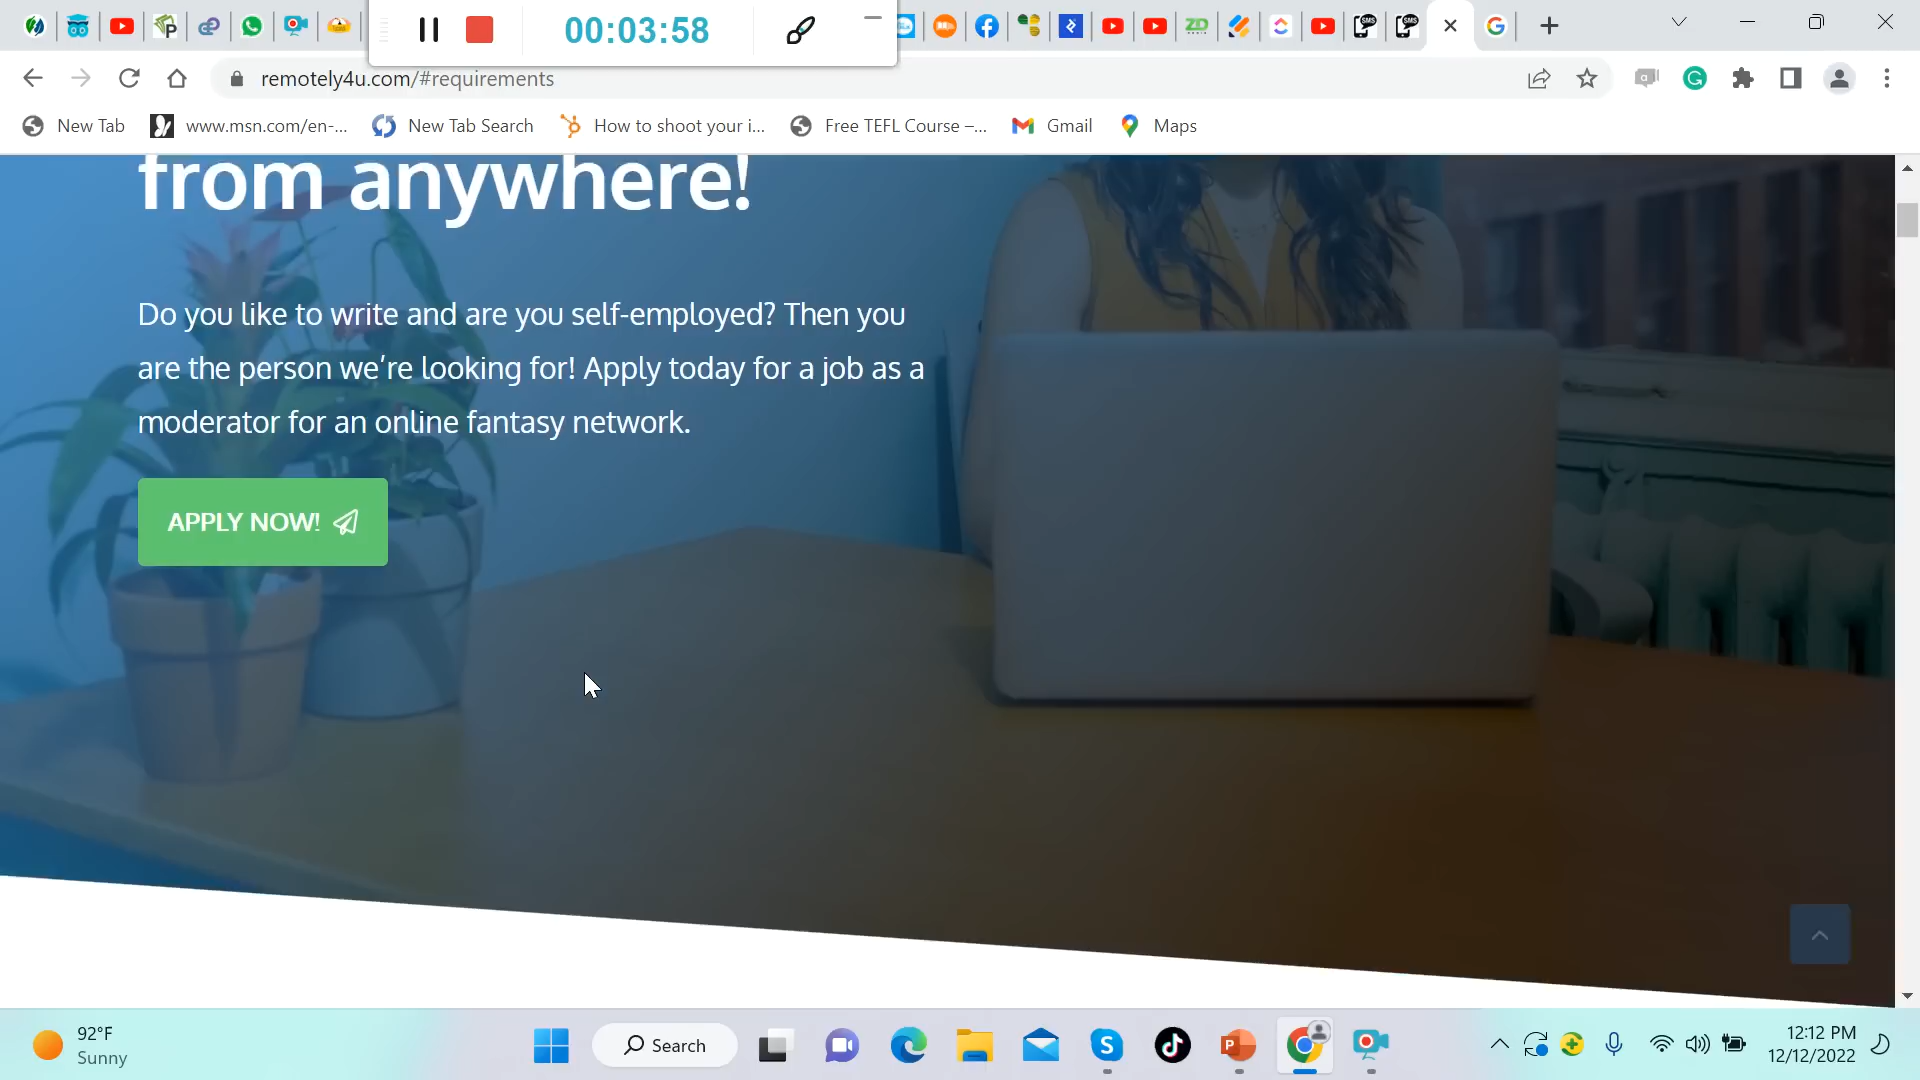 00:03:58
remotely4u.com/#requirements
New Tab
www.msn.com/en-...
New Tab Search
How to shoot your i...
Free TEFL Course –...
Gmail
Maps
from anywhere!
Do you like to write and are you self-employed? Then you
are the person we're looking for! Apply today for a job as a
moderator for an online fantasy network.
APPLY NOW!
92°F
Sunny
Search
12:12 PM
12/12/2022